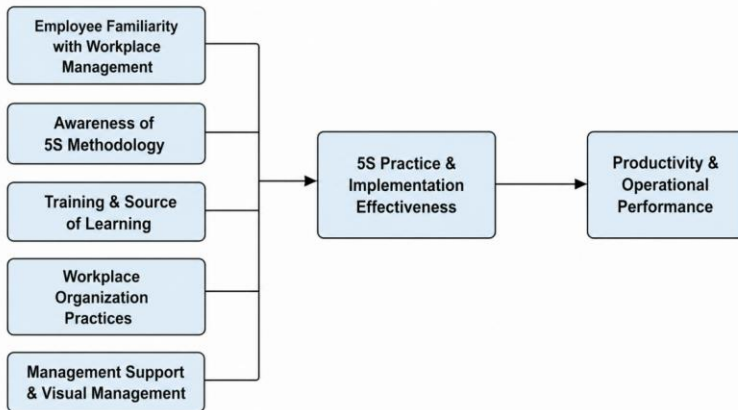 Employee Familiarity
with Workplace
Management
Awareness of
5S Methodology
Training & Source
of Learning
Workplace
Organization
Practices
Management Support
& Visual Management
5S Practice &
Implementation
Effectiveness
Productivity &
Operational
Performance